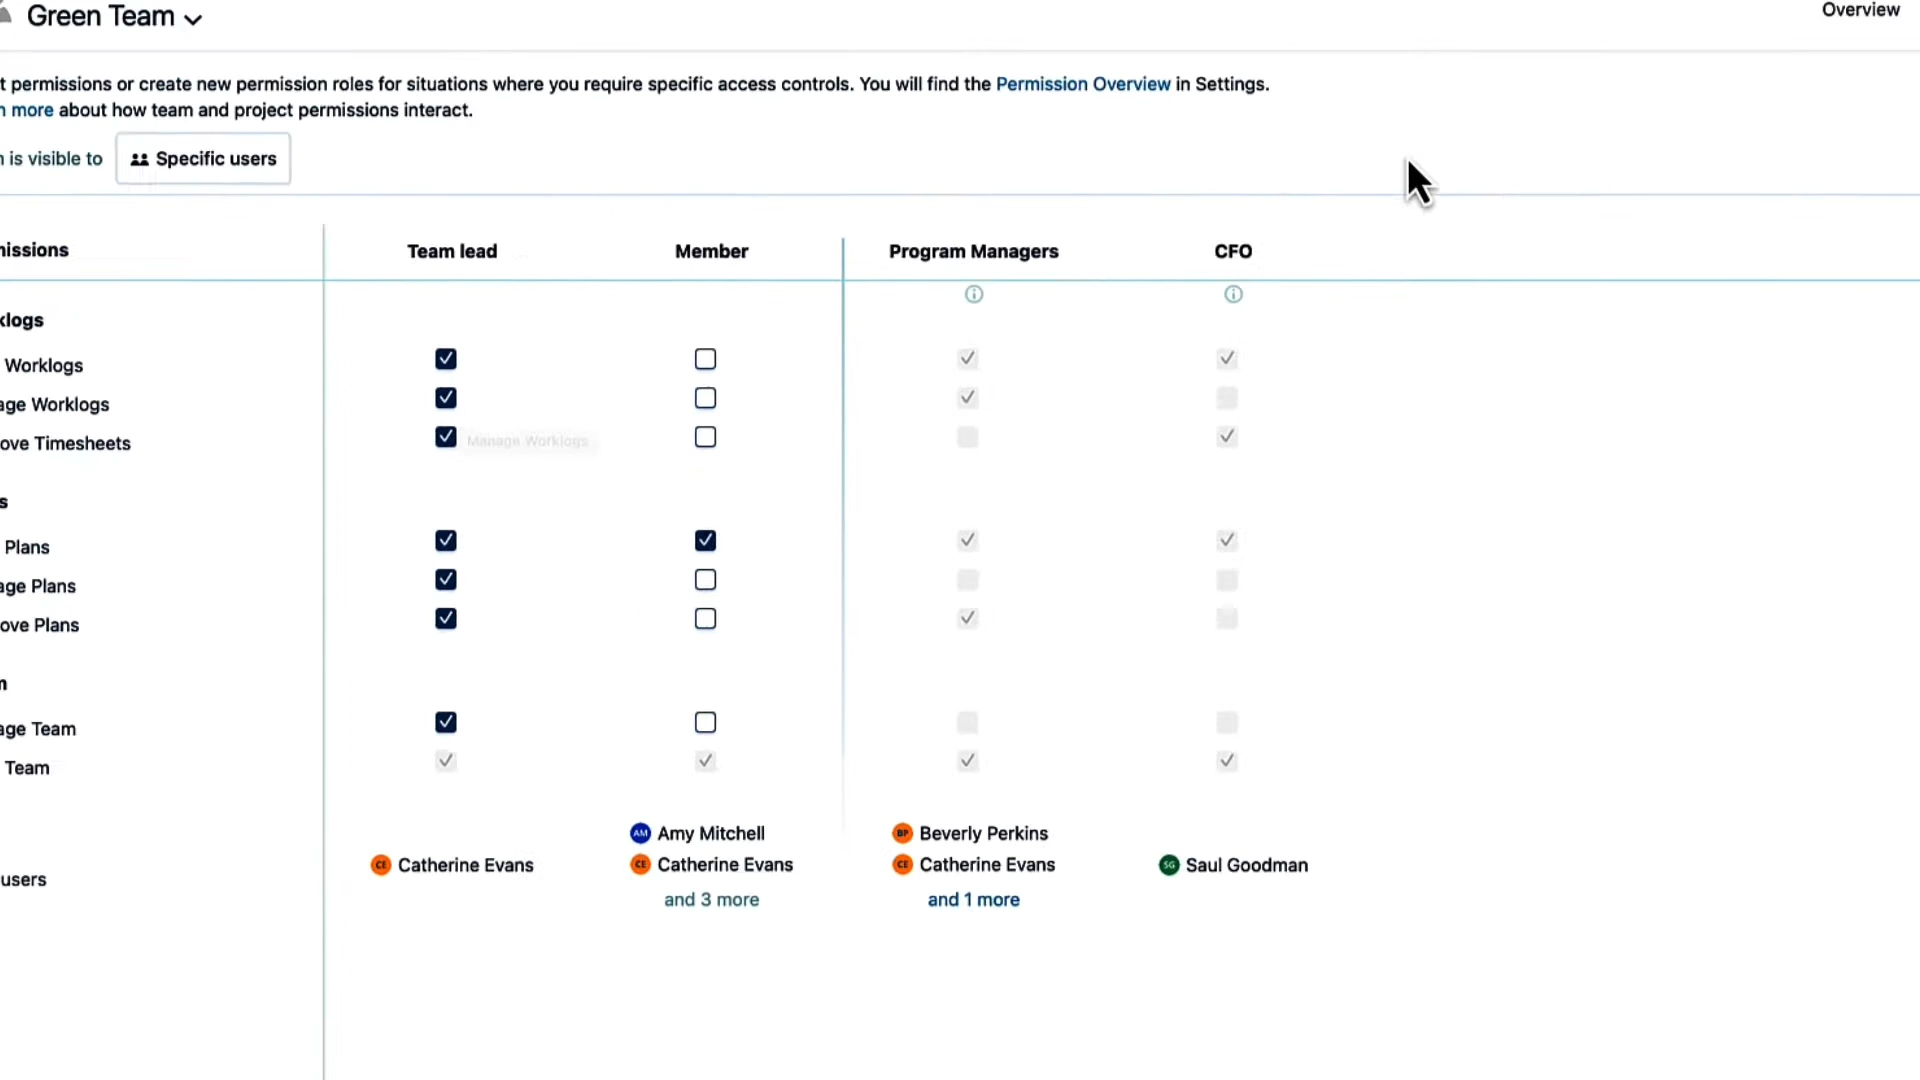 Green Team
Overview
t permissions or create new permission roles for situations where you require specific access controls. You will find the Permission Overview in Settings.
n more about how team and project permissions interact.
n is visible to Specific users
nissions Team lead Member Program Managers CFO
klogs
Worklogs
age Worklogs
ove Timesheets
Manage Worklogs
s
Plans
age Plans
ove Plans
n
age Team
Team
Amy Mitchell Beverly Perkins
CE Catherine Evans CE Catherine Evans CE Catherine Evans SG Saul Goodman
users
and 3 more and 1 more